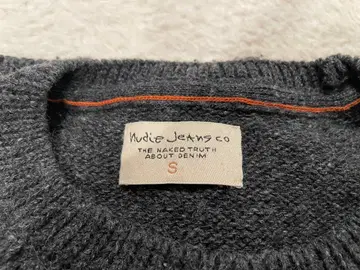 Nudie Jeans co
THE NAKED TRUTH
ABOUT DENIM
S